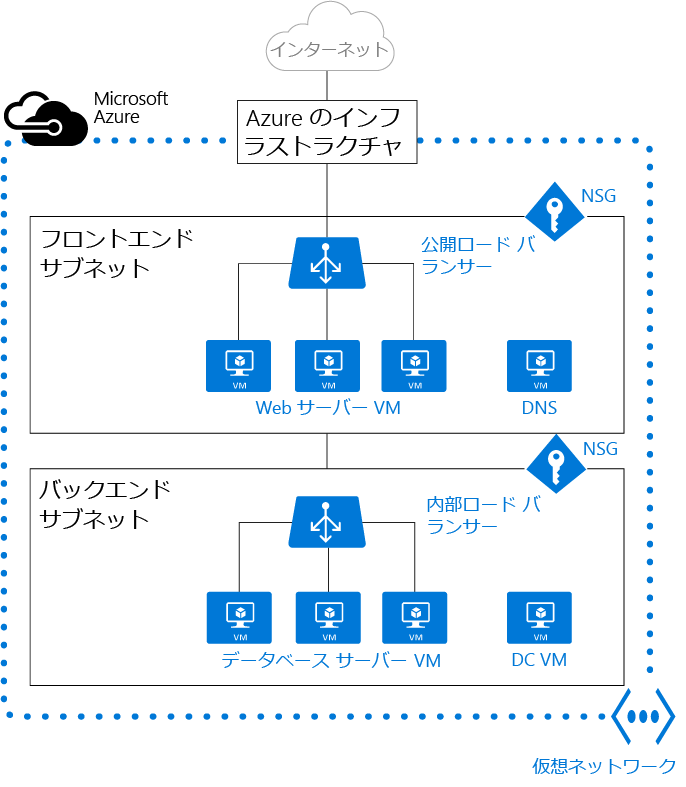 インターネット
Microsoft
Azure
Azure のインフ
ラストラクチャ
NSG
フロントエンド
サブネット
公開ロード バ
ランサー
VM
VM
VM
VM
Web サーバー VM
DNS
NSG
バックエンド
サブネット
内部ロード バ
ランサー
VM
VM
VM
VM
データベース サーバー VM
DC VM
仮想ネットワーク